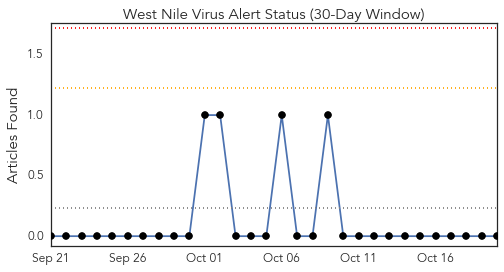 West Nile Virus Alert Status (30-Day Window)
Articles Found
1.5
1.0
0.5
0.0
Sep 21 Sep 26 Oct 01 Oct 06 Oct 11 Oct 16